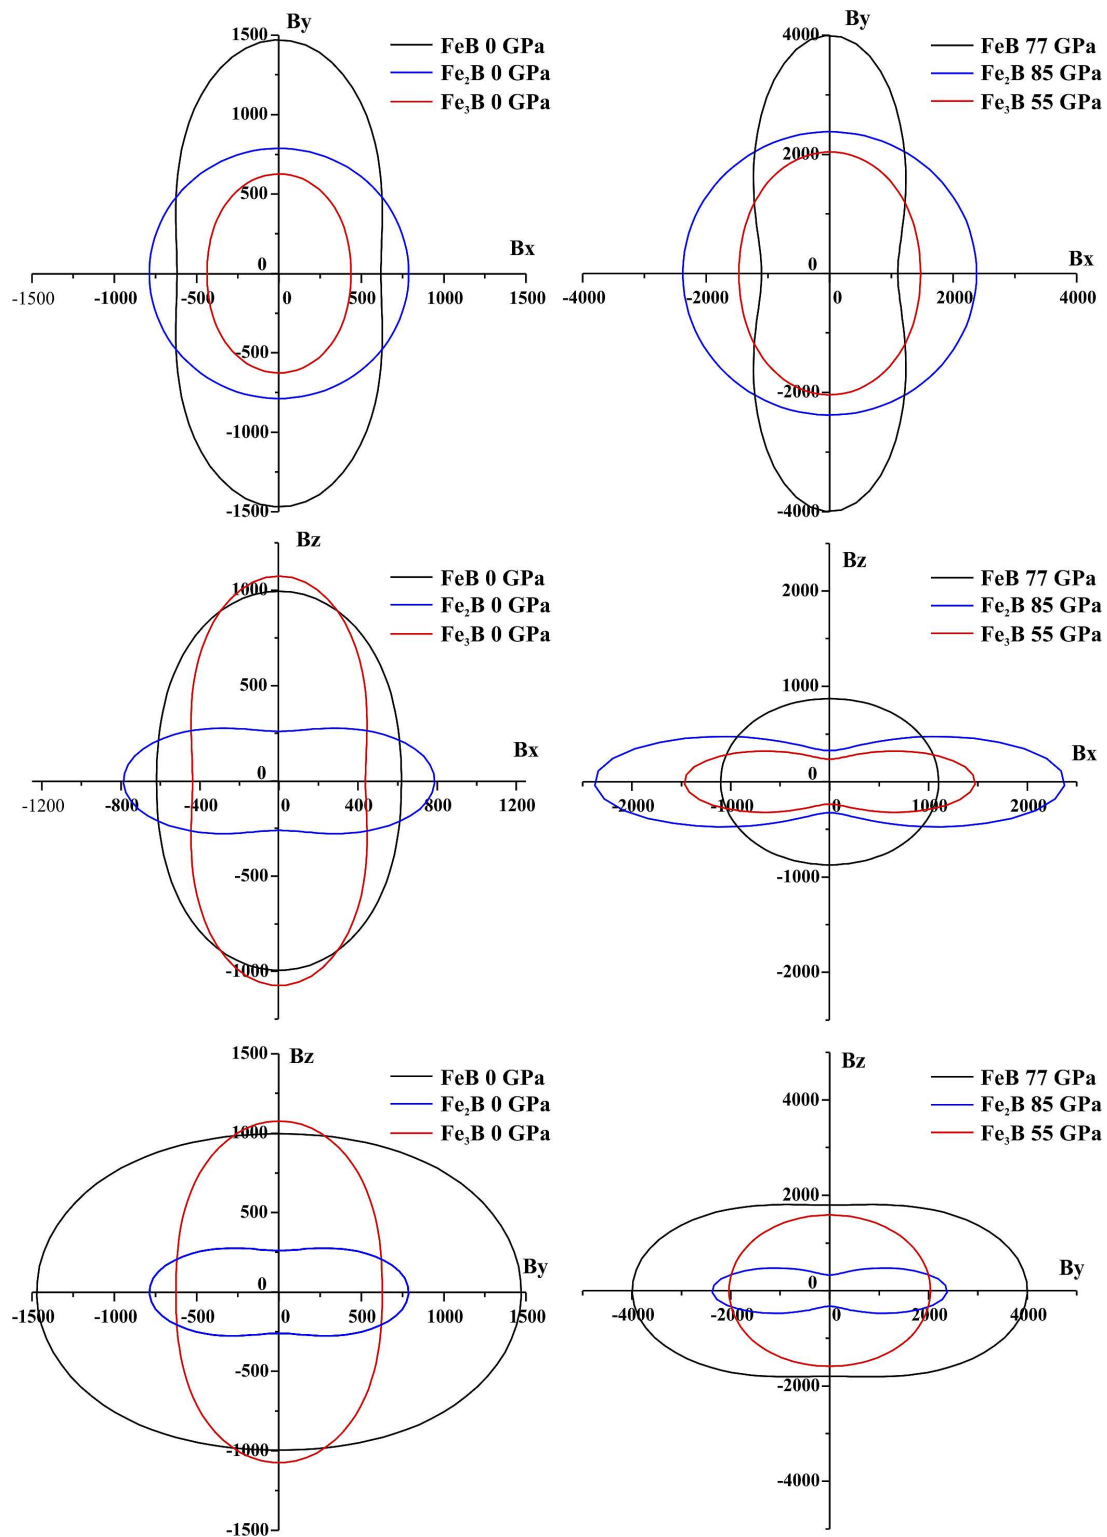 By
1500
FeB 0 GPa
Fe₂B 0 GPa
Fe₃B 0 GPa
1000
500
Bx
0
-1500 -1000 -500 0 500 1000 1500
-500
-1000
-1500
By
4000
FeB 77 GPa
Fe₂B 85 GPa
Fe₃B 55 GPa
2000
Bx
0
-4000 -2000 0 2000 4000
-2000
-4000
Bz
1000
FeB 0 GPa
Fe₂B 0 GPa
Fe₃B 0 GPa
500
Bx
0
-1200 -800 -400 0 400 800 1200
-500
-1000
Bz
2000
FeB 77 GPa
Fe₂B 85 GPa
Fe₃B 55 GPa
1000
Bx
0
-2000 -1000 0 1000 2000
-1000
-2000
1500 Bz
FeB 0 GPa
Fe₂B 0 GPa
Fe₃B 0 GPa
1000
500
By
0
-1500 -1000 -500 0 500 1000 1500
-500
-1000
-1500
Bz
4000
FeB 77 GPa
Fe₂B 85 GPa
Fe₃B 55 GPa
2000
By
0
-4000 -2000 0 2000 4000
-2000
-4000